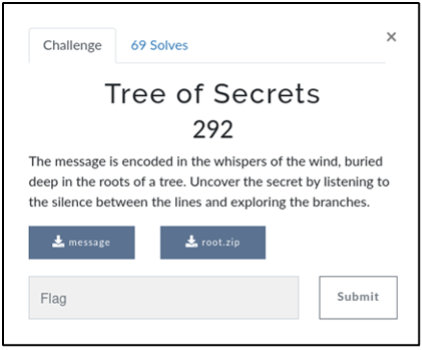 Challenge
69 Solves
×
Tree of Secrets
292
The message is encoded in the whispers of the wind, buried
deep in the roots of a tree. Uncover the secret by listening to
the silence between the lines and exploring the branches.
message
root.zip
Flag
Submit